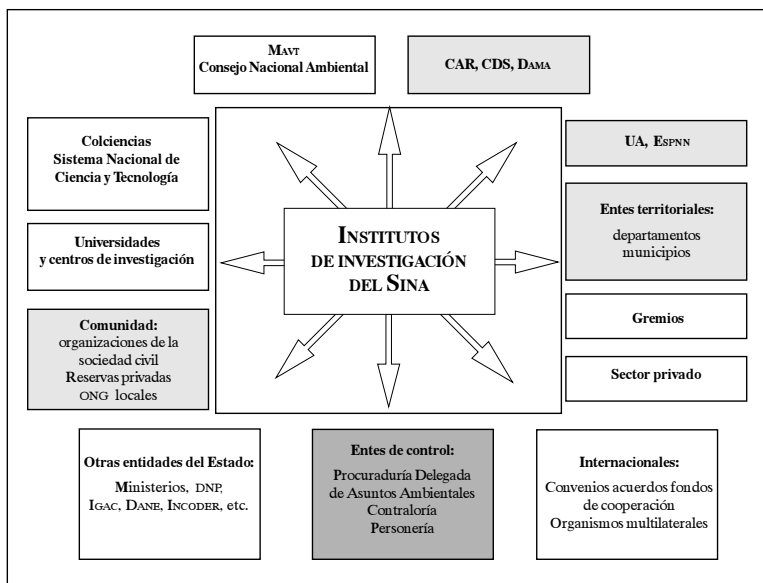 MAVT
Consejo Nacional Ambiental
CAR, CDS, DAMA
Colciencias
Sistema Nacional de
Ciencia y Tecnología
UA, ESPNN
Universidades
y centros de investigación
INSTITUTOS
DE INVESTIGACIÓN
DEL SINA
Entes territoriales:
departamentos
municipios
Comunidad:
organizaciones de la
sociedad civil
Reservas privadas
ONG locales
Gremios
Sector privado
Otras entidades del Estado:
Ministerios, DNP,
IGAC, DANE, INCODER, etc.
Entes de control:
Procuraduría Delegada
de Asuntos Ambientales
Contraloría
Personería
Internacionales:
Convenios acuerdos fondos
de cooperación
Organismos multilaterales